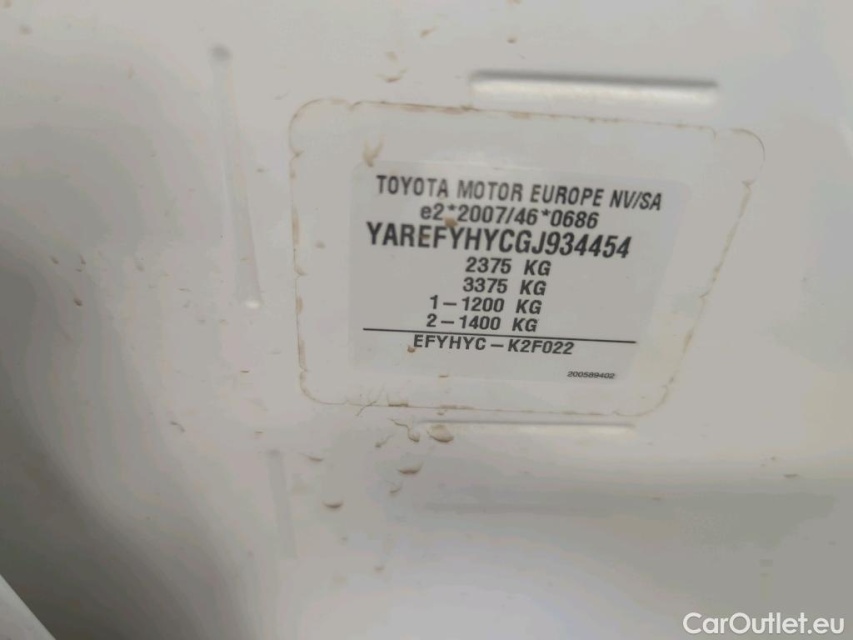 TOYOTA MOTOR EUROPE NV/SA
e2*2007/46*0686
YAREFYHYCGJ934454
2375 KG
3375 KG
1-1200 KG
2-1400 KG
EFYHYC-K2F022
200589402
CarOutlet.eu